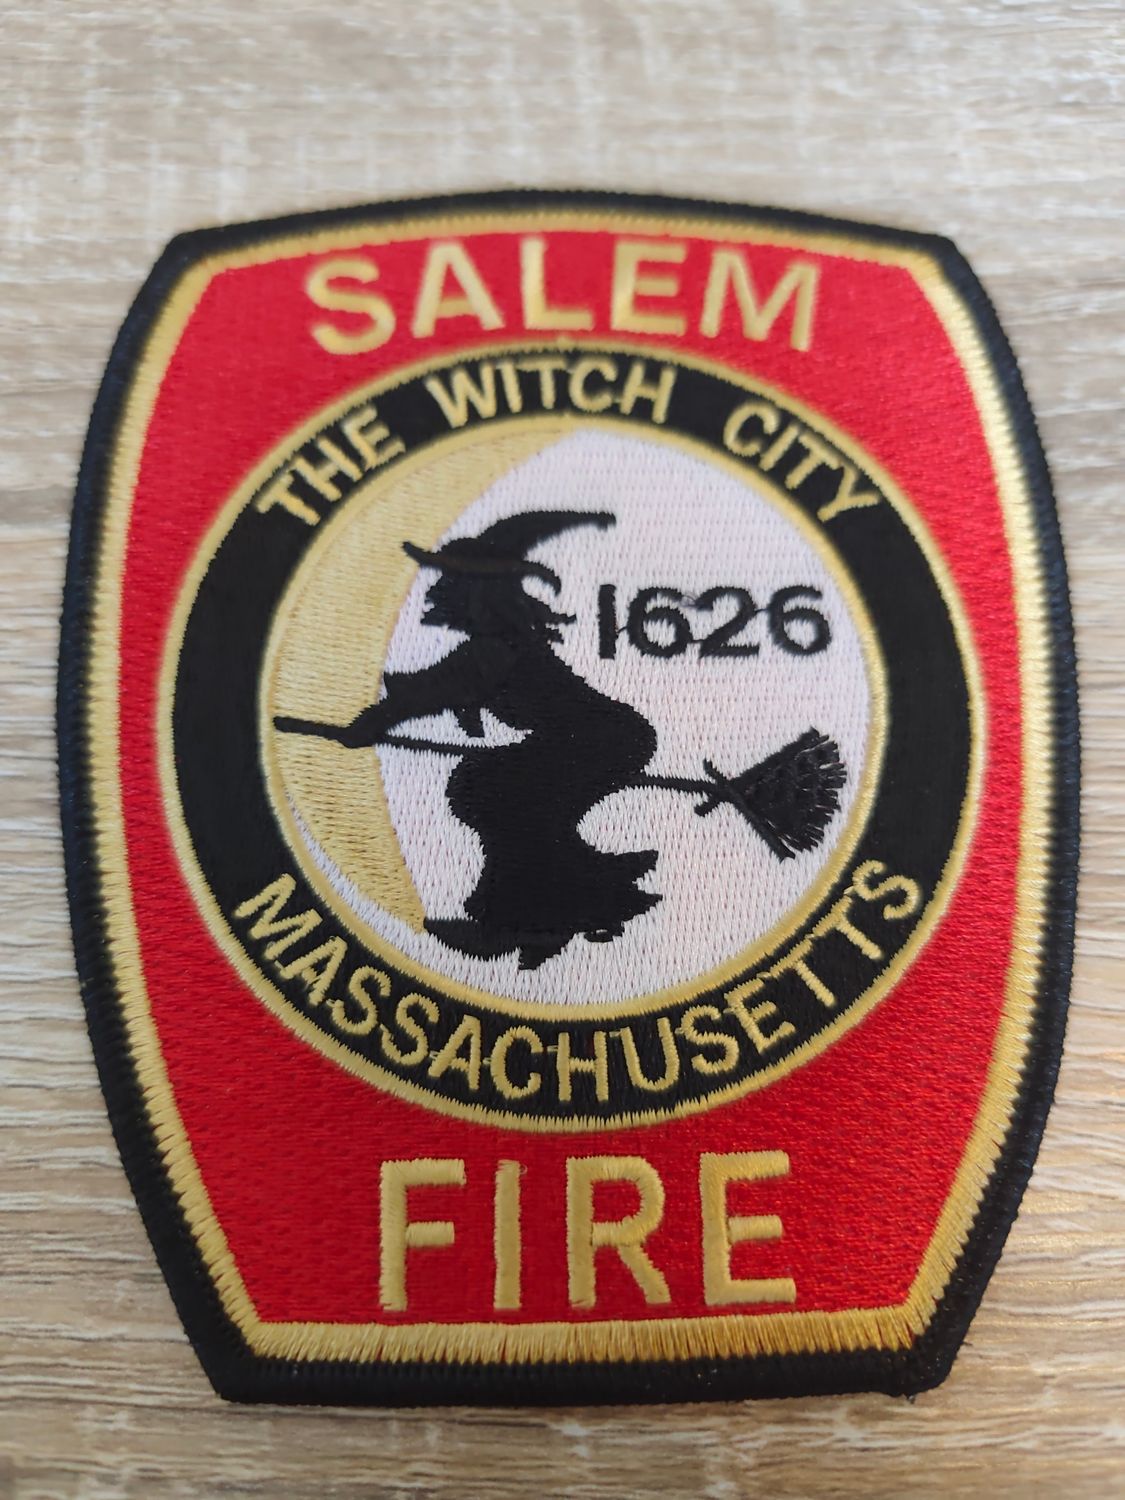 SALEM
THE WITCH CITY
1626
MASSACHUSETTS
FIRE